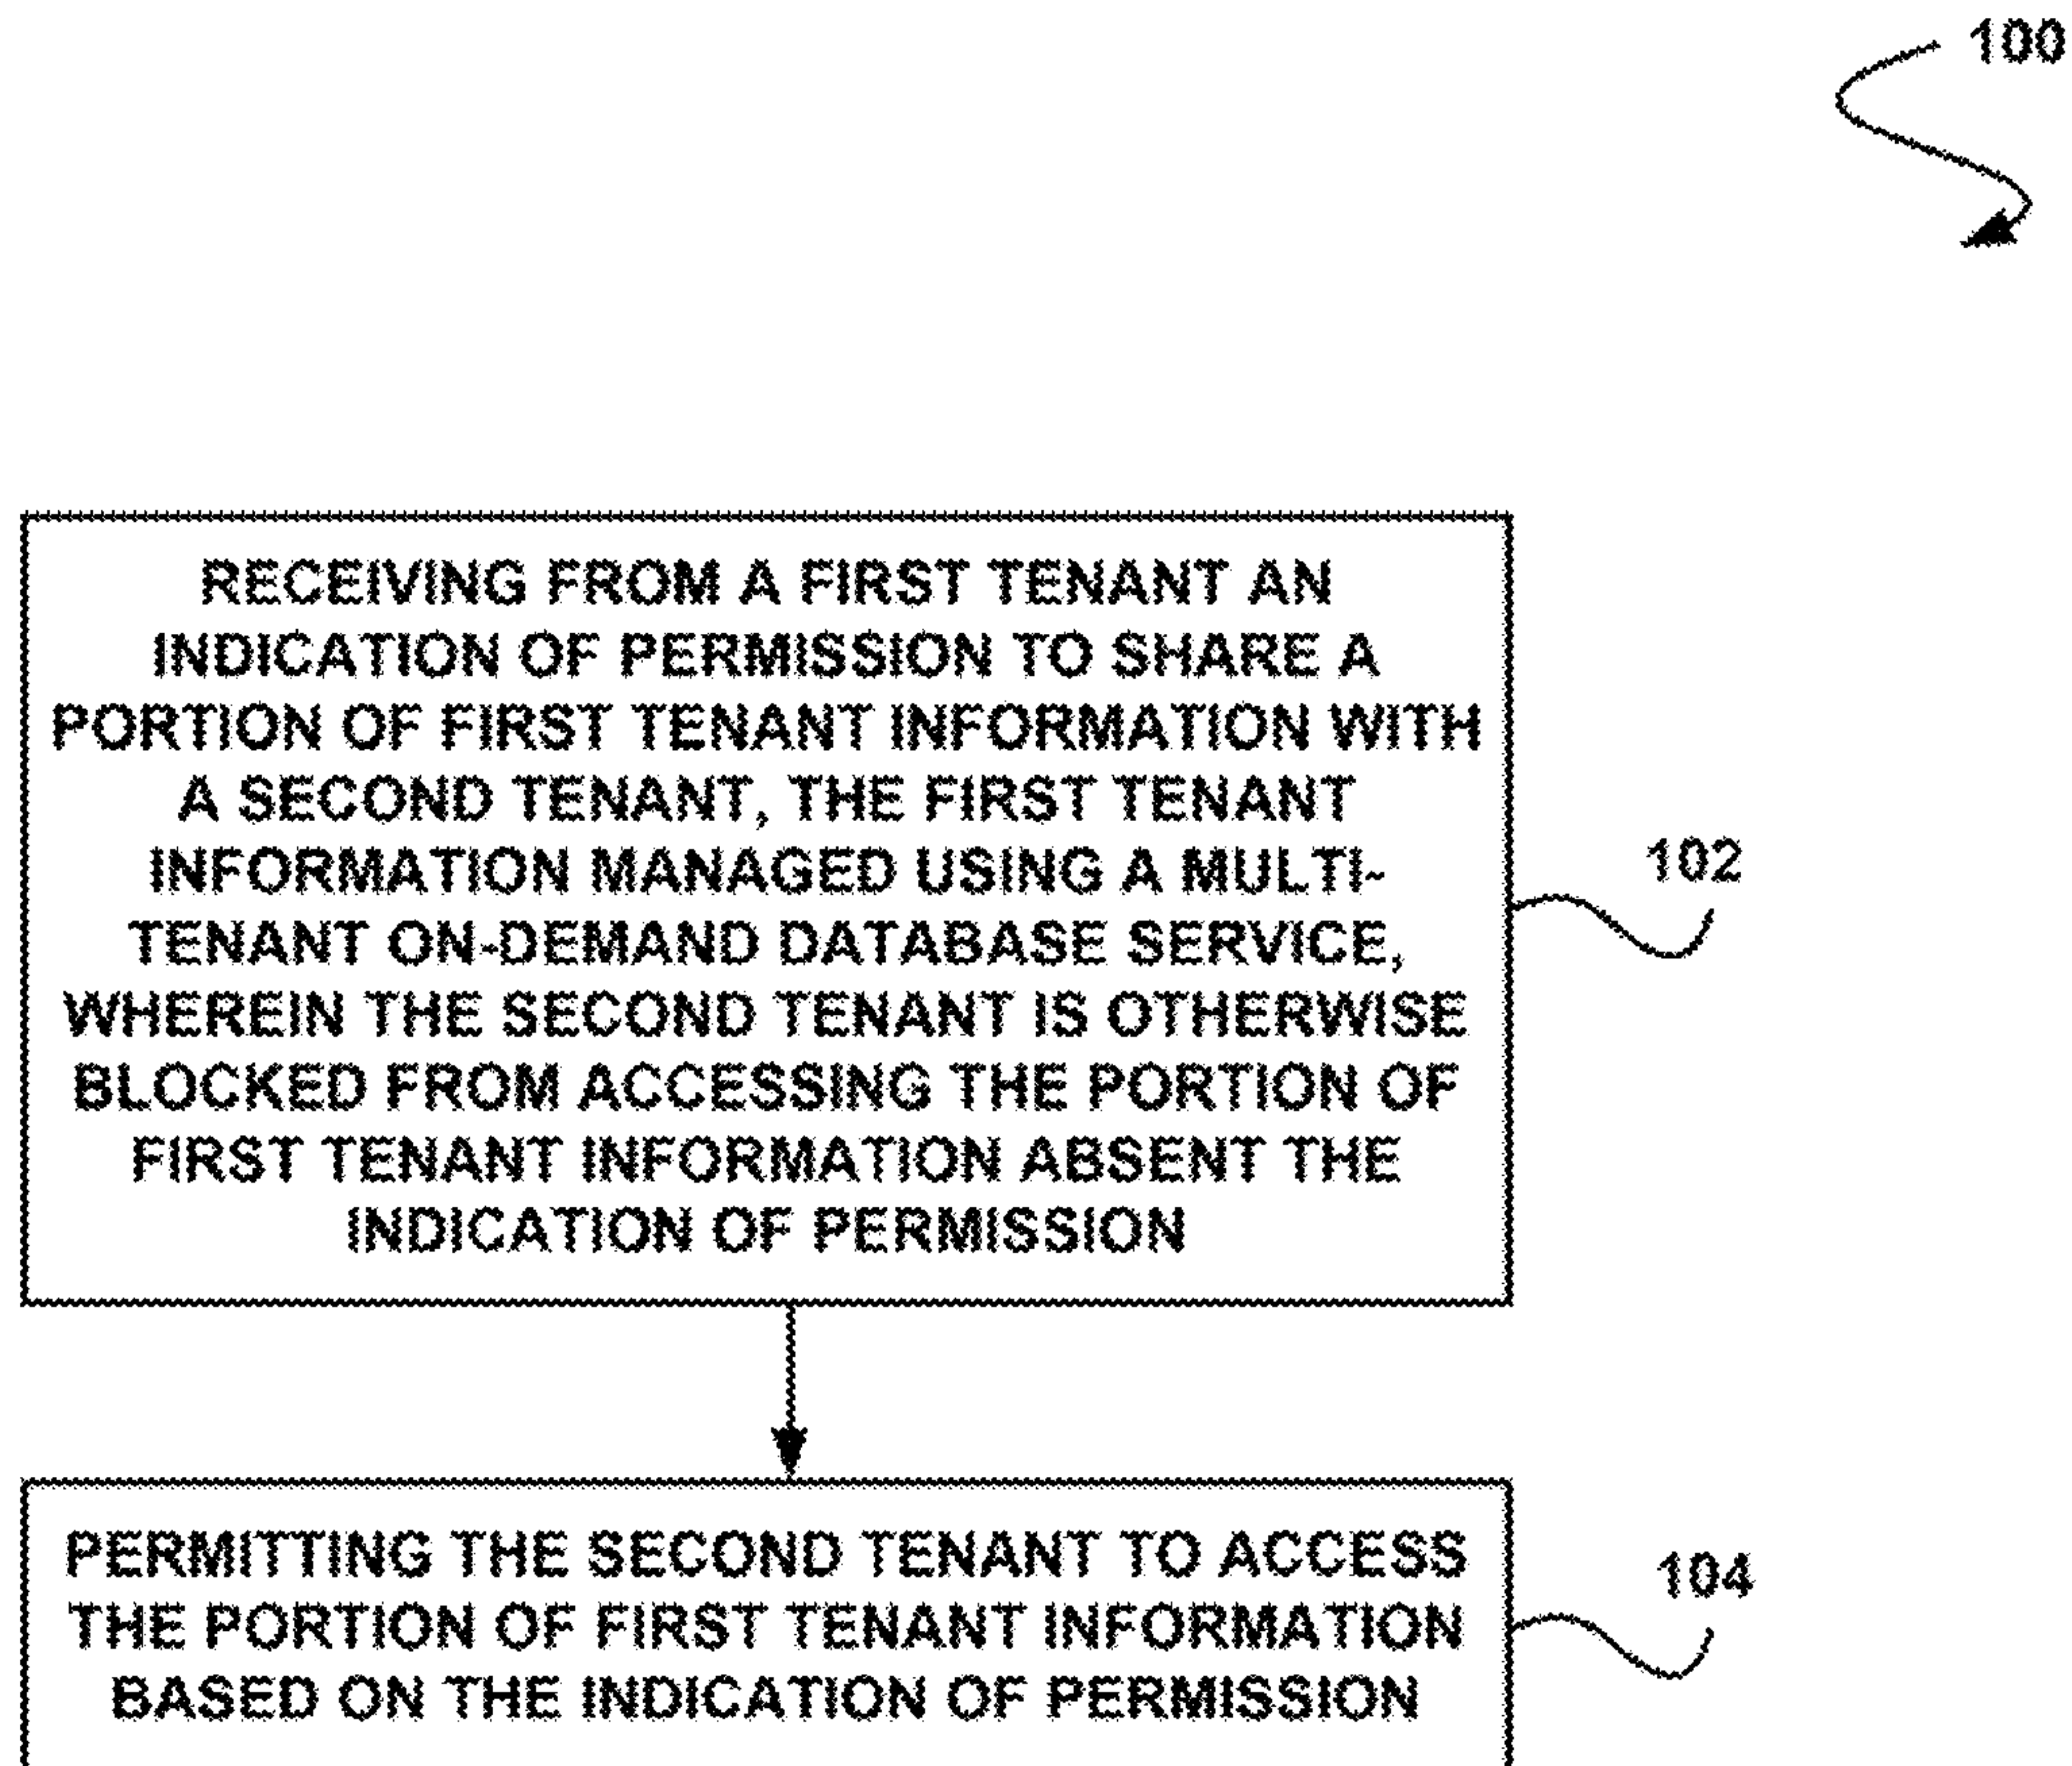 100
RECEIVING FROM A FIRST TENANT AN
INDICATION OF PERMISSION TO SHARE A
PORTION OF FIRST TENANT INFORMATION WITH
A SECOND TENANT, THE FIRST TENANT
INFORMATION MANAGED USING A MULTI-
TENANT ON-DEMAND DATABASE SERVICE,
WHEREIN THE SECOND TENANT IS OTHERWISE
BLOCKED FROM ACCESSING THE PORTION OF
FIRST TENANT INFORMATION ABSENT THE
INDICATION OF PERMISSION
102
PERMITTING THE SECOND TENANT TO ACCESS
THE PORTION OF FIRST TENANT INFORMATION
BASED ON THE INDICATION OF PERMISSION
104